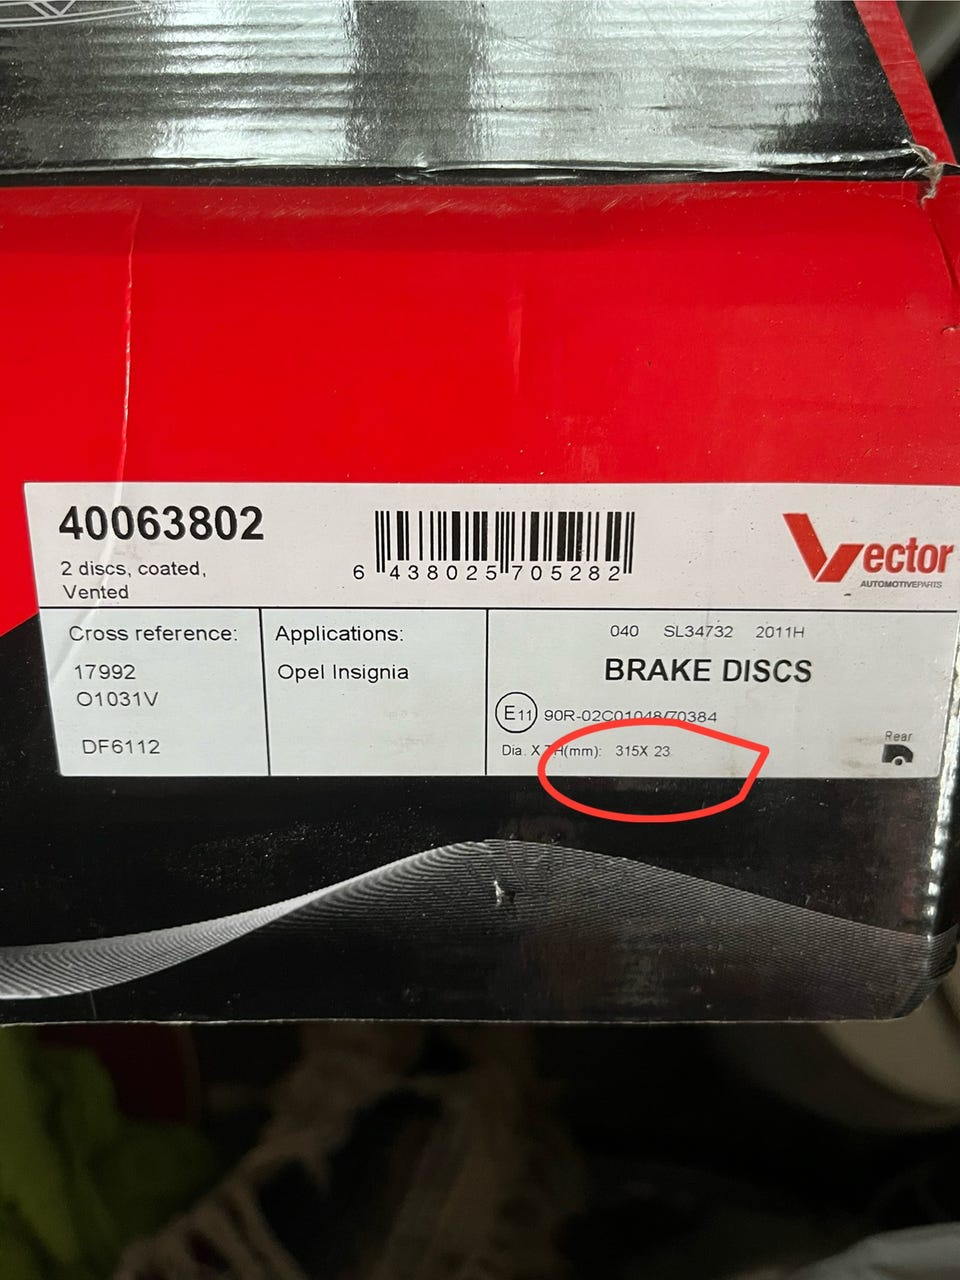 40063802
2 discs, coated,
Vented
6 438025 705282
Vector
AUTOMOTIVEPARTS
Cross reference:
17992
O1031V
DF6112
Applications:
Opel Insignia
040 SL34732 2011H
BRAKE DISCS
E11 90R-02C01048/70384
Dia. X TH(mm): 315X 23
Rear